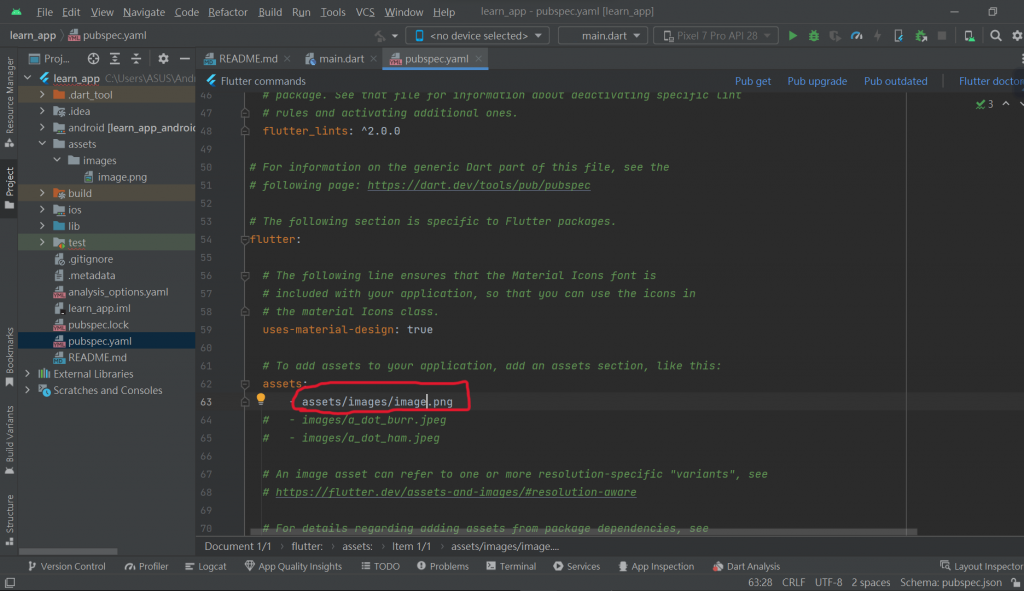 File Edit View Navigate Code Refactor Build Run Tools VCS Window Help learn_app - pubspec.yaml [learn_app]
learn_app pubspec.yaml <no device selected> main.dart Pixel 7 Pro API 28
Proj... README.md main.dart pubspec.yaml
learn_app C:\Users\ASUS\And
.dart_tool
.idea
android [learn_app_android
assets
images
image.png
build
ios
lib
test
.gitignore
.metadata
analysis_options.yaml
learn_app.iml
pubspec.lock
pubspec.yaml
README.md
External Libraries
Scratches and Consoles
Resource Manager
Project
Bookmarks
Build Variants
Structure
Flutter commands Pub get Pub upgrade Pub outdated Flutter docto
3
46 # package. See that file for information about deactivating specific lint
47 # rules and activating additional ones.
48 flutter_lints: ^2.0.0
49
50 # For information on the generic Dart part of this file, see the
51 # following page: https://dart.dev/tools/pub/pubspec
52
53 # The following section is specific to Flutter packages.
54 flutter:
55
56 # The following line ensures that the Material Icons font is
57 # included with your application, so that you can use the icons in
58 # the material Icons class.
59 uses-material-design: true
60
61 # To add assets to your application, add an assets section, like this:
62 assets:
63 - assets/images/image.png
64 # - images/a_dot_burr.jpeg
65 # - images/a_dot_ham.jpeg
66
67 # An image asset can refer to one or more resolution-specific "variants", see
68 # https://flutter.dev/assets-and-images/#resolution-aware
69
70 # For details regarding adding assets from package dependencies, see
Document 1/1 flutter: assets: Item 1/1 assets/images/image....
Version Control Profiler Logcat App Quality Insights TODO Problems Terminal Services App Inspection Dart Analysis Layout Inspector
63:28 CRLF UTF-8 2 spaces Schema: pubspec.json